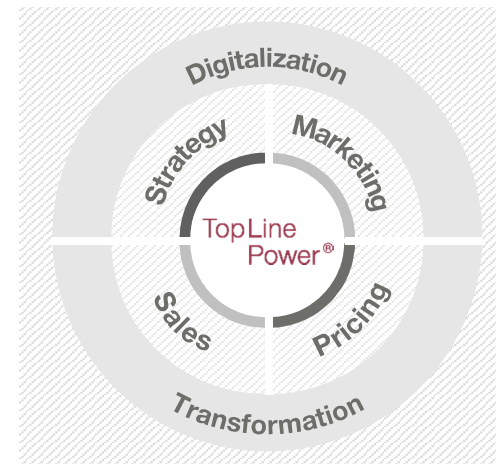 Digitalization
Strategy
Marketing
TopLine
Power®
Sales
Pricing
Transformation